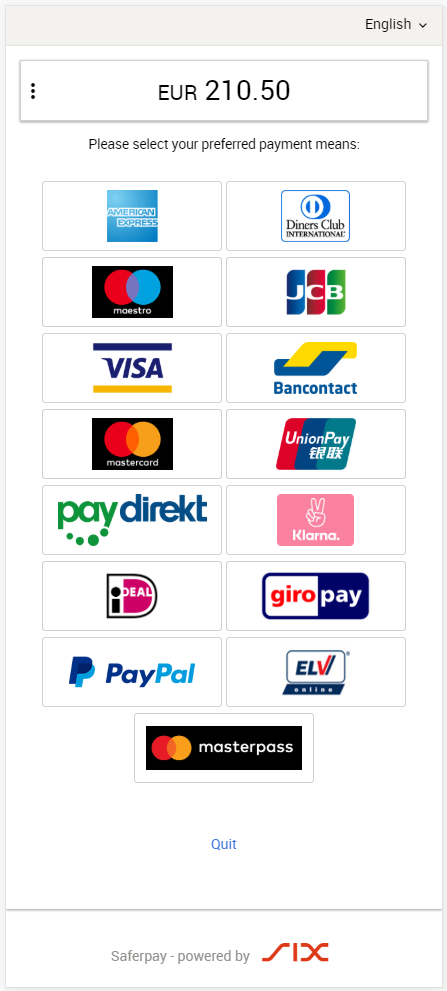 English
EUR 210.50
Please select your preferred payment means:
AMERICAN
EXPRESS
Diners Club
INTERNATIONAL
maestro
JCB
VISA
Bancontact
mastercard
UnionPay
银联
paydirekt
Klarna.
iDEAL
giropay
PayPal
ELV
online
masterpass
Quit
Saferpay - powered by SIX